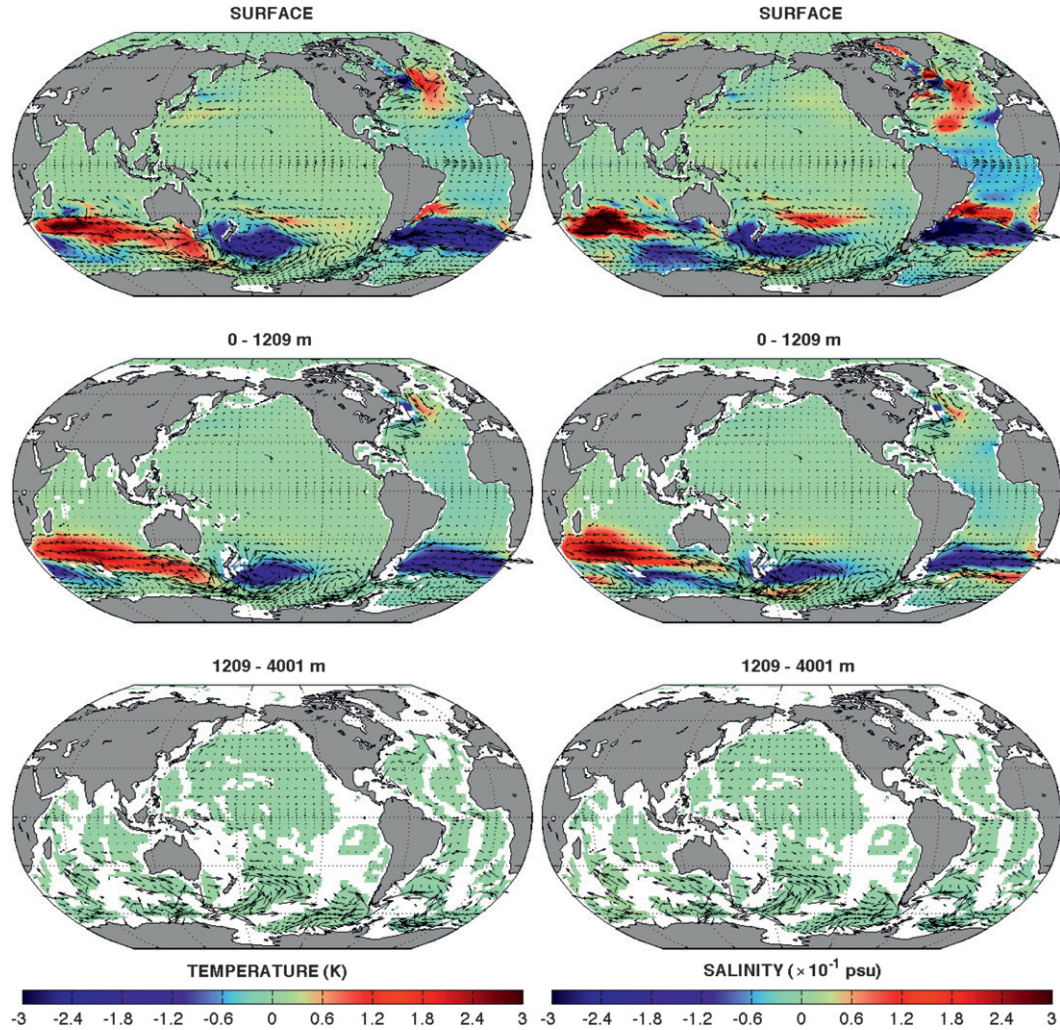 SURFACE SURFACE
0 - 1209 m 0 - 1209 m
1209 - 4001 m 1209 - 4001 m
TEMPERATURE (K) SALINITY (×10⁻¹ psu)
-3 -2.4 -1.8 -1.2 -0.6 0 0.6 1.2 1.8 2.4 3 -3 -2.4 -1.8 -1.2 -0.6 0 0.6 1.2 1.8 2.4 3